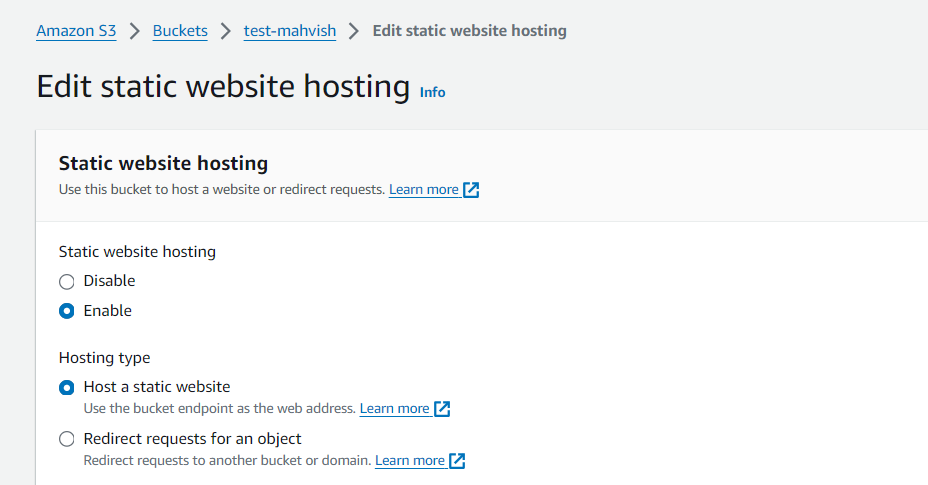 Amazon S3 > Buckets > test-mahvish > Edit static website hosting
Edit static website hosting Info
Static website hosting
Use this bucket to host a website or redirect requests. Learn more
Static website hosting
Disable
Enable
Hosting type
Host a static website
Use the bucket endpoint as the web address. Learn more
Redirect requests for an object
Redirect requests to another bucket or domain. Learn more